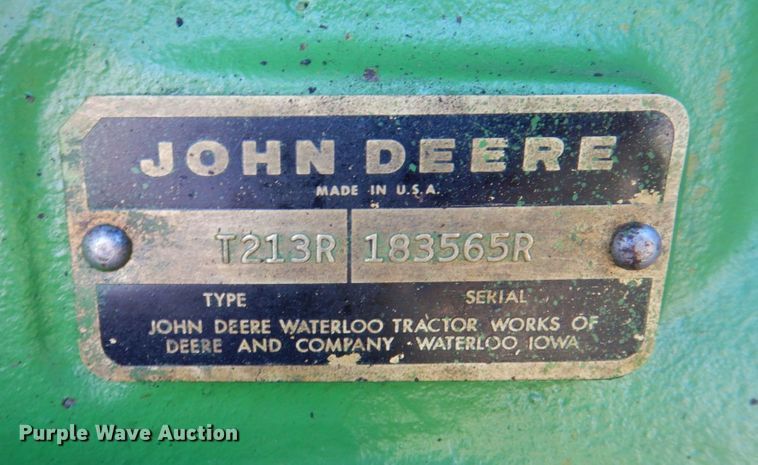 JOHN DEERE
MADE IN U.S.A.
T213R 183565R
TYPE SERIAL
JOHN DEERE WATERLOO TRACTOR WORKS OF
DEERE AND COMPANY - WATERLOO, IOWA
Purple Wave Auction